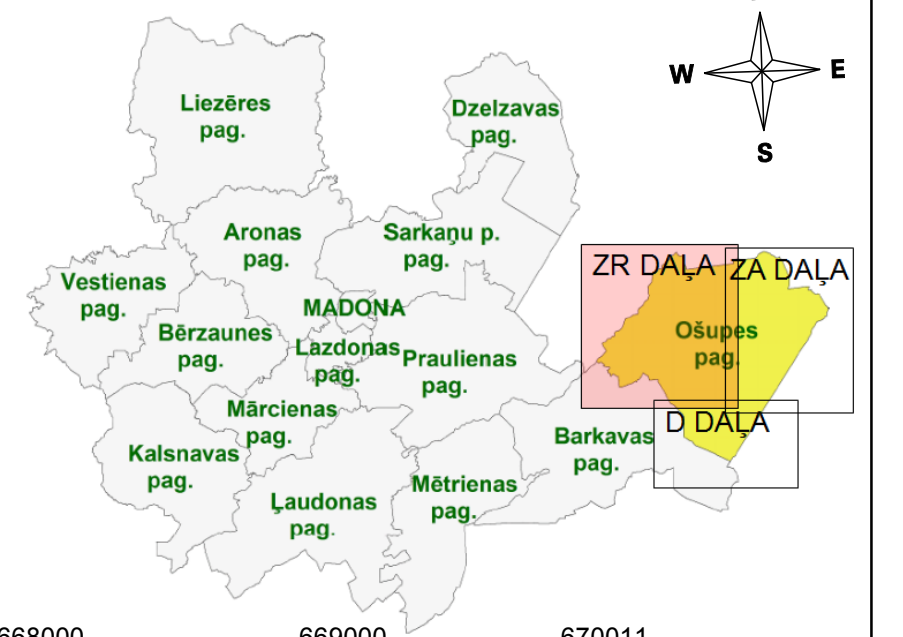 W
E
S
Liezēres
pag.
Dzelzavas
pag.
Aronas
pag.
Sarkaņu p.
pag.
ZR DAĻA
ZA DAĻA
Vestienas
pag.
MADONA
Bērzaunes
pag.
Lazdonas
pag.
Praulienas
pag.
Ošupes
pag.
Mārcienas
pag.
D DAĻA
Kalsnavas
pag.
Barkavas
pag.
Ļaudonas
pag.
Mētrienas
pag.
668000
669000
670011